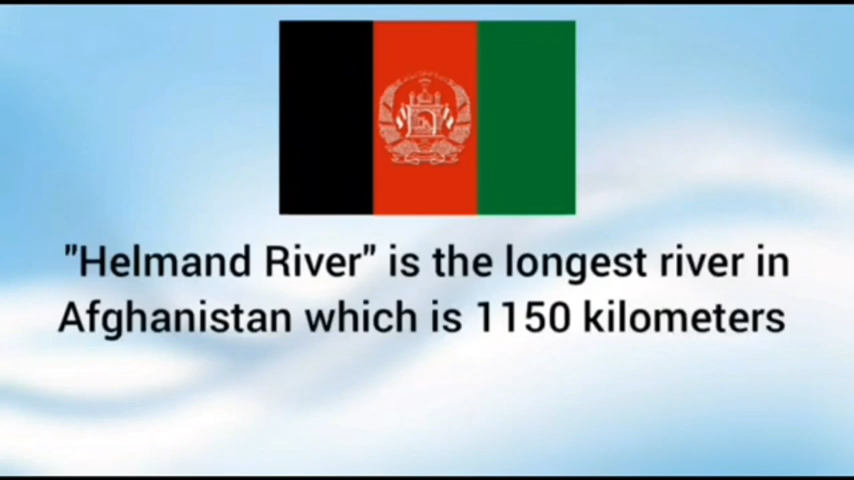 "Helmand River" is the longest river in
Afghanistan which is 1150 kilometers